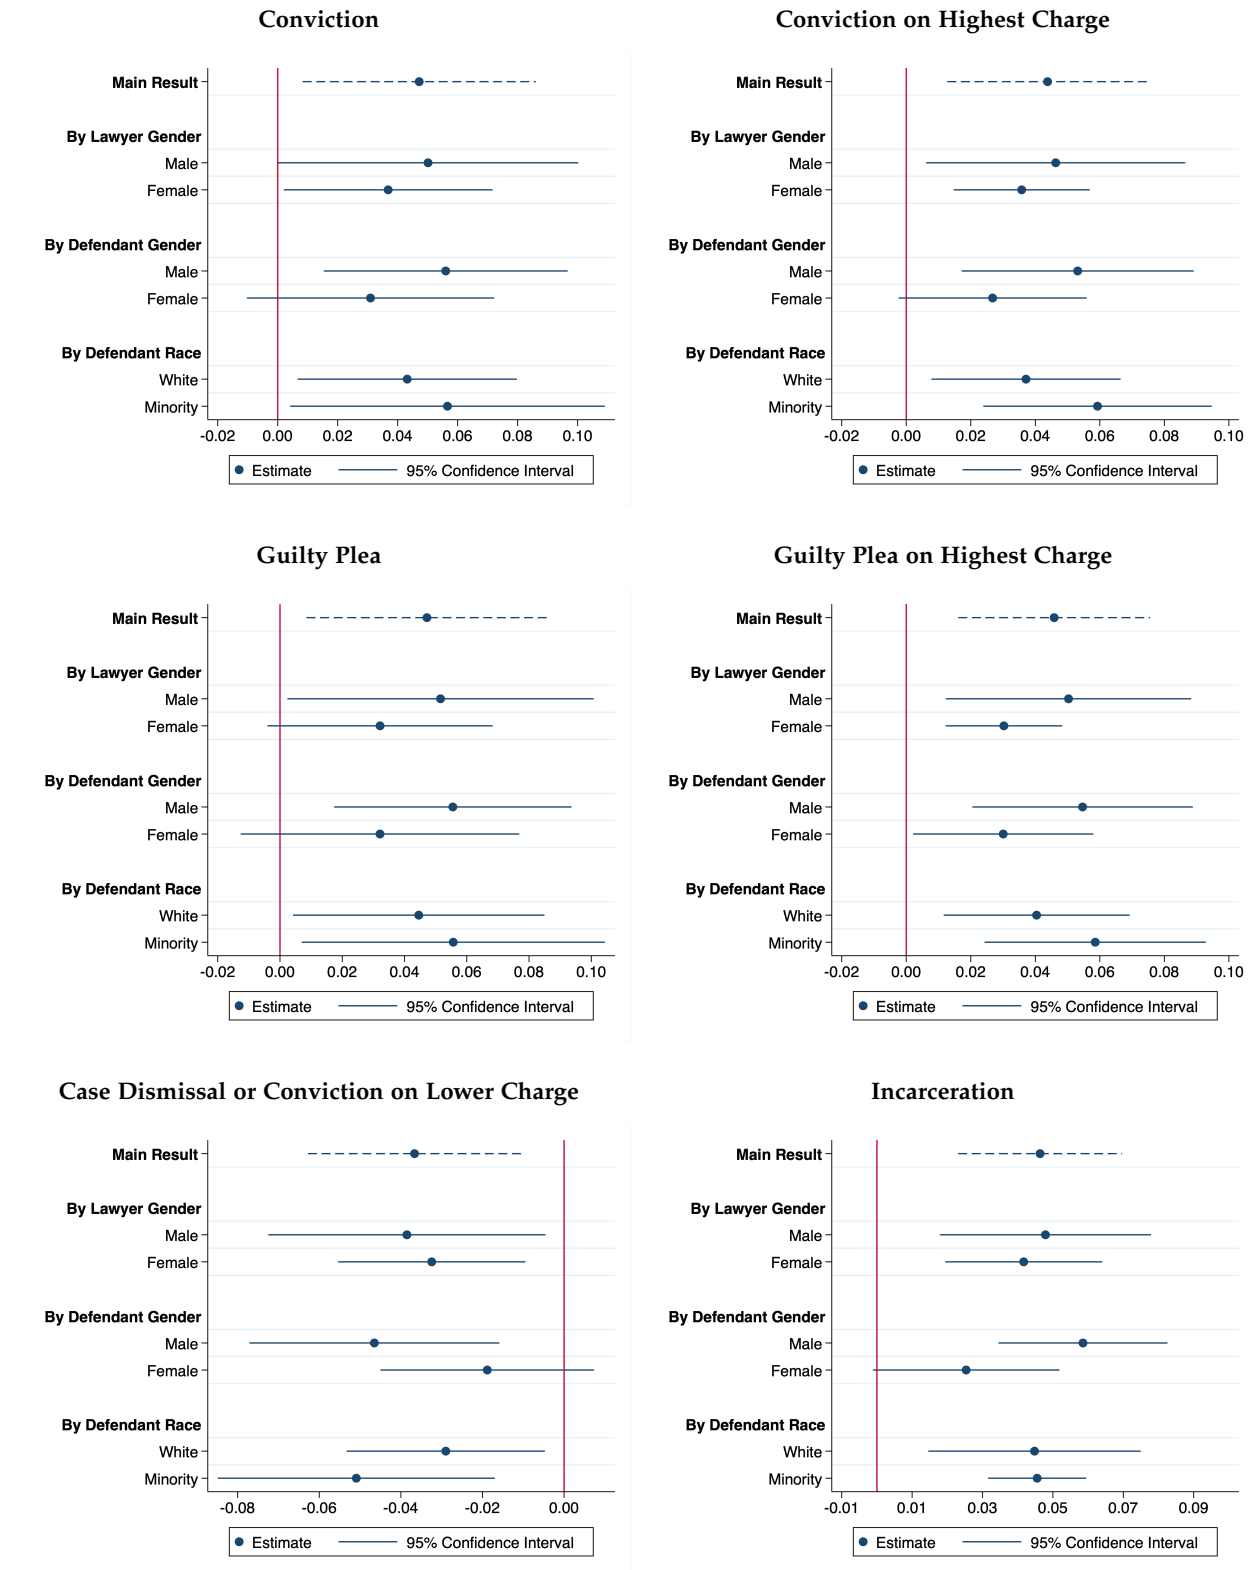 Conviction
Main Result
By Lawyer Gender
Male
Female
By Defendant Gender
Male
Female
By Defendant Race
White
Minority
-0.02 0.00 0.02 0.04 0.06 0.08 0.10
Estimate 95% Confidence Interval
Conviction on Highest Charge
Main Result
By Lawyer Gender
Male
Female
By Defendant Gender
Male
Female
By Defendant Race
White
Minority
-0.02 0.00 0.02 0.04 0.06 0.08 0.10
Estimate 95% Confidence Interval
Guilty Plea
Main Result
By Lawyer Gender
Male
Female
By Defendant Gender
Male
Female
By Defendant Race
White
Minority
-0.02 0.00 0.02 0.04 0.06 0.08 0.10
Estimate 95% Confidence Interval
Guilty Plea on Highest Charge
Main Result
By Lawyer Gender
Male
Female
By Defendant Gender
Male
Female
By Defendant Race
White
Minority
-0.02 0.00 0.02 0.04 0.06 0.08 0.10
Estimate 95% Confidence Interval
Case Dismissal or Conviction on Lower Charge
Main Result
By Lawyer Gender
Male
Female
By Defendant Gender
Male
Female
By Defendant Race
White
Minority
-0.08 -0.06 -0.04 -0.02 0.00
Estimate 95% Confidence Interval
Incarceration
Main Result
By Lawyer Gender
Male
Female
By Defendant Gender
Male
Female
By Defendant Race
White
Minority
-0.01 0.01 0.03 0.05 0.07 0.09
Estimate 95% Confidence Interval